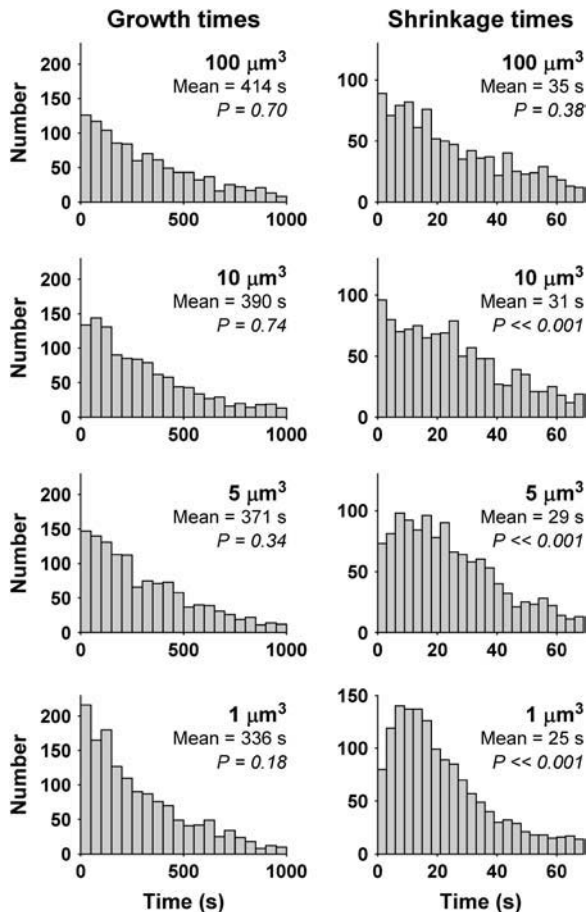 Growth times
Shrinkage times
Number
200
150
100
50
0
0
500
1000
100 μm³
Mean = 414 s
P = 0.70
100
50
0
0
20
40
60
100 μm³
Mean = 35 s
P = 0.38
Number
200
150
100
50
0
0
500
1000
10 μm³
Mean = 390 s
P = 0.74
100
50
0
0
20
40
60
10 μm³
Mean = 31 s
P << 0.001
Number
200
150
100
50
0
0
500
1000
5 μm³
Mean = 371 s
P = 0.34
100
50
0
0
20
40
60
5 μm³
Mean = 29 s
P << 0.001
Number
200
150
100
50
0
0
500
1000
Time (s)
1 μm³
Mean = 336 s
P = 0.18
150
100
50
0
0
20
40
60
Time (s)
1 μm³
Mean = 25 s
P << 0.001